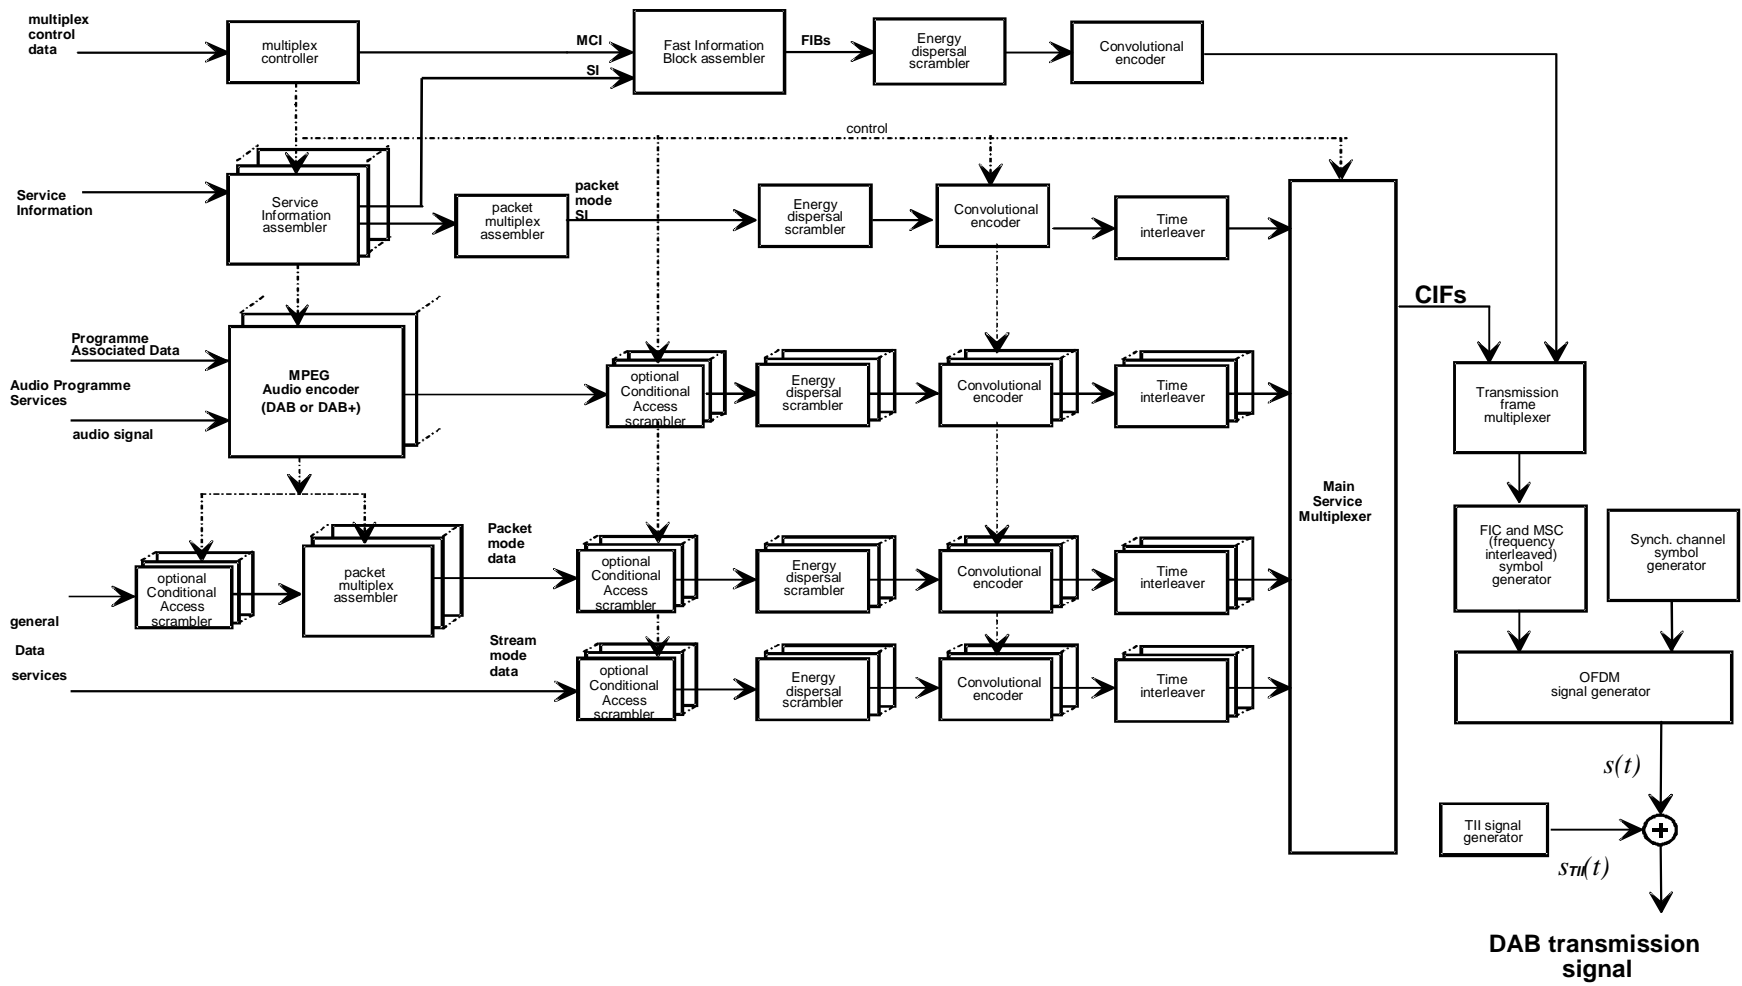 multiplex
control
data
multiplex
controller
MCI
SI
Fast Information
Block assembler
FIBs
Energy
dispersal
scrambler
Convolutional
encoder
control
Service
Information
Service
Information
assembler
packet
multiplex
assembler
packet
mode
SI
Energy
dispersal
scrambler
Convolutional
encoder
Time
interleaver
CIFs
Programme
Associated Data
Audio Programme
Services
audio signal
MPEG
Audio encoder
(DAB or DAB+)
optional
Conditional
Access
scrambler
Energy
dispersal
scrambler
Convolutional
encoder
Time
interleaver
Main
Service
Multiplexer
Transmission
frame
multiplexer
general
Data
services
optional
Conditional
Access
scrambler
packet
multiplex
assembler
Packet
mode
data
optional
Conditional
Access
scrambler
Energy
dispersal
scrambler
Convolutional
encoder
Time
interleaver
FIC and MSC
(frequency
interleaved)
symbol
generator
Synch. channel
symbol
generator
Stream
mode
data
optional
Conditional
Access
scrambler
Energy
dispersal
scrambler
Convolutional
encoder
Time
interleaver
OFDM
signal generator
s(t)
TII signal
generator
+
sTII(t)
DAB transmission
signal